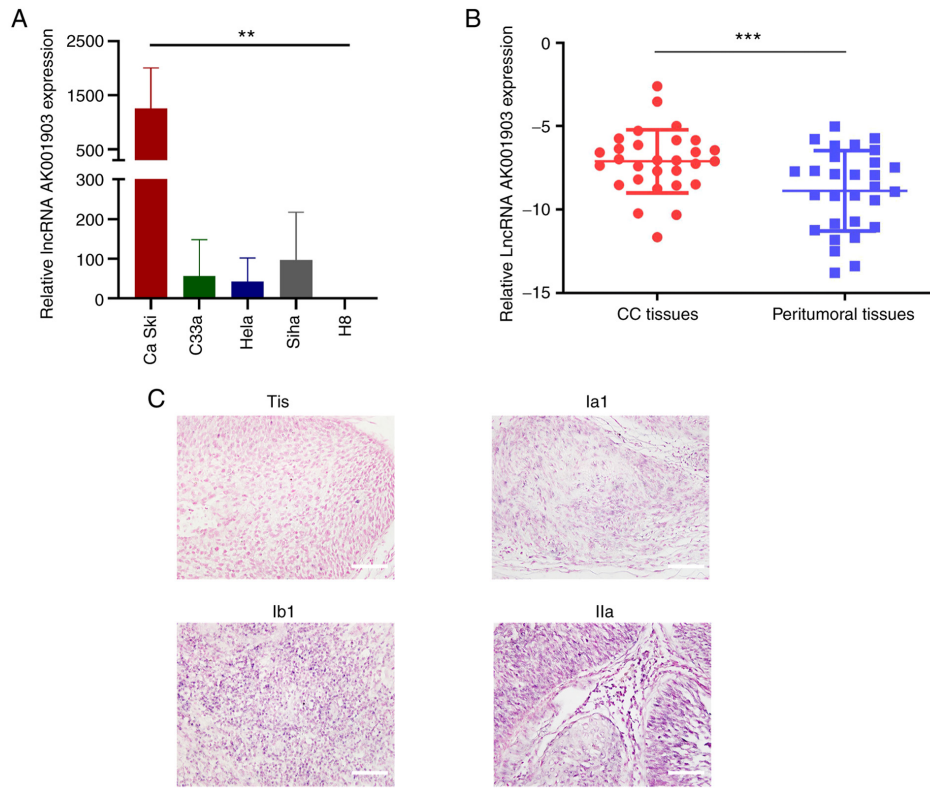 A
Relative lncRNA AK001903 expression
2500
1500
500
300
200
100
0
**
Ca Ski
C33a
Hela
Siha
H8
B
Relative LncRNA AK001903 expression
0
−5
−10
−15
***
CC tissues
Peritumoral tissues
C
Tis
Ia1
Ib1
IIa